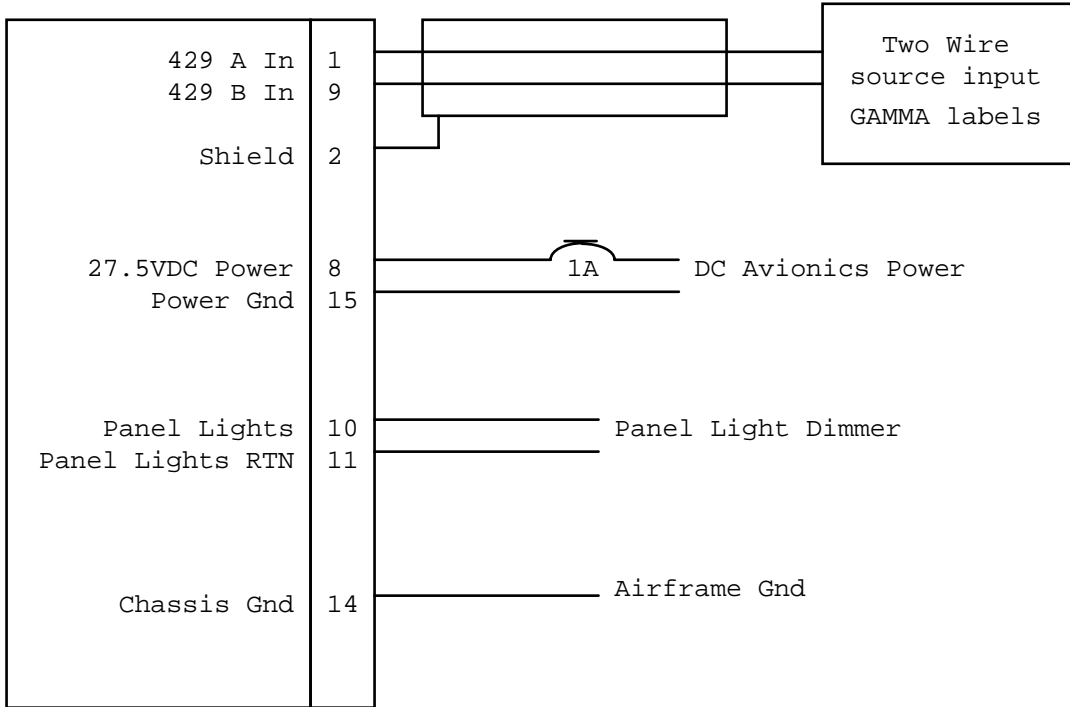 429 A In 1
429 B In 9
Shield 2
27.5VDC Power 8
Power Gnd 15
Panel Lights 10
Panel Lights RTN 11
Chassis Gnd 14
Two Wire
source input
GAMMA labels
1A DC Avionics Power
Panel Light Dimmer
Airframe Gnd